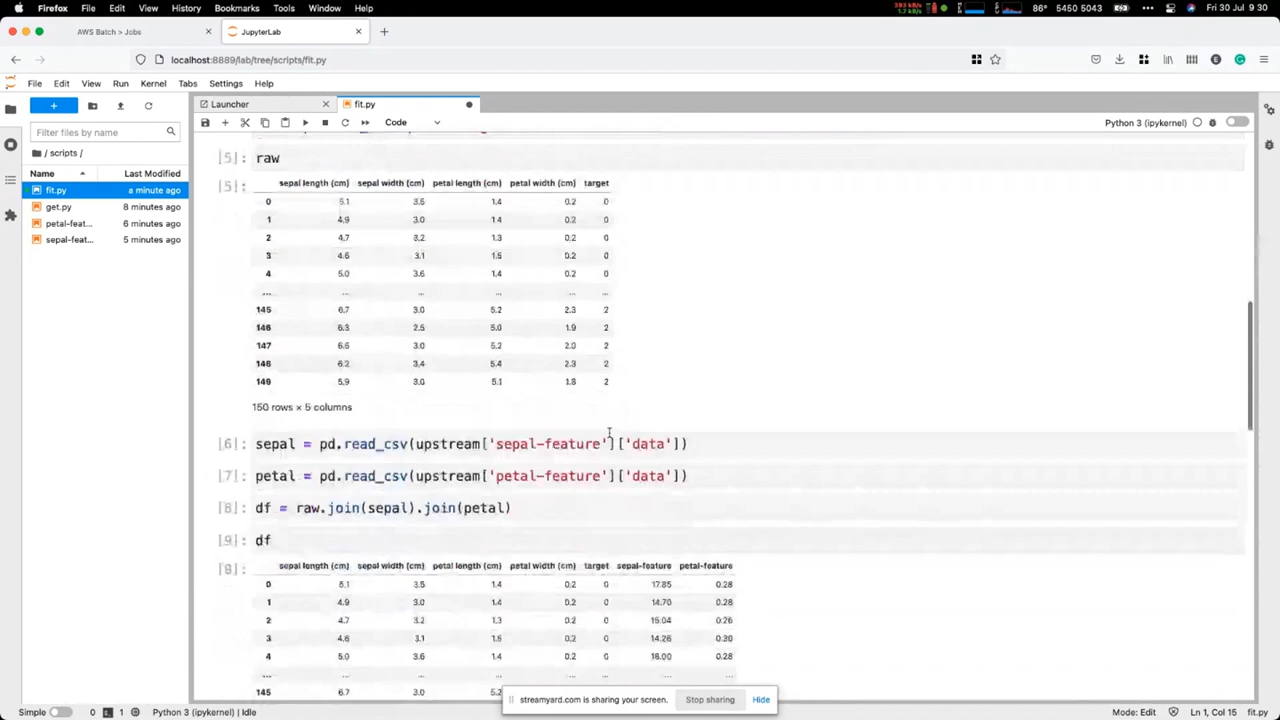 Firefox File Edit View History Bookmarks Tools Window Help 86° 5450 5043 Fri 30 Jul 9 30
AWS Batch > Jobs JupyterLab
localhost:8889/lab/tree/scripts/fit.py
File Edit View Run Kernel Tabs Settings Help
Launcher fit.py
Code Python 3 (ipykernel)
Filter files by name
/ scripts /
Name Last Modified
fit.py a minute ago
get.py 8 minutes ago
petal-feat... 6 minutes ago
sepal-feat... 5 minutes ago
[5]: raw
[5]: sepal length (cm) sepal width (cm) petal length (cm) petal width (cm) target
0 5.1 3.5 1.4 0.2 0
1 4.9 3.0 1.4 0.2 0
2 4.7 3.2 1.3 0.2 0
3 4.6 3.1 1.5 0.2 0
4 5.0 3.6 1.4 0.2 0
... ... ... ... ... ...
145 6.7 3.0 5.2 2.3 2
146 6.3 2.5 5.0 1.9 2
147 6.5 3.0 5.2 2.0 2
148 6.2 3.4 5.4 2.3 2
149 5.9 3.0 5.1 1.8 2
150 rows × 5 columns
[6]: sepal = pd.read_csv(upstream['sepal-feature']['data'])
[7]: petal = pd.read_csv(upstream['petal-feature']['data'])
[8]: df = raw.join(sepal).join(petal)
[9]: df
[9]: sepal length (cm) sepal width (cm) petal length (cm) petal width (cm) target sepal-feature petal-feature
0 5.1 3.5 1.4 0.2 0 17.85 0.28
1 4.9 3.0 1.4 0.2 0 14.70 0.28
2 4.7 3.2 1.3 0.2 0 15.04 0.26
3 4.6 3.1 1.5 0.2 0 14.26 0.30
4 5.0 3.6 1.4 0.2 0 18.00 0.28
... ... ... ... ... ... ... ...
145 6.7 3.0 5.2
streamyard.com is sharing your screen. Stop sharing Hide
Simple 0 1 Python 3 (ipykernel) | Idle Mode: Edit Ln 1, Col 15 fit.py